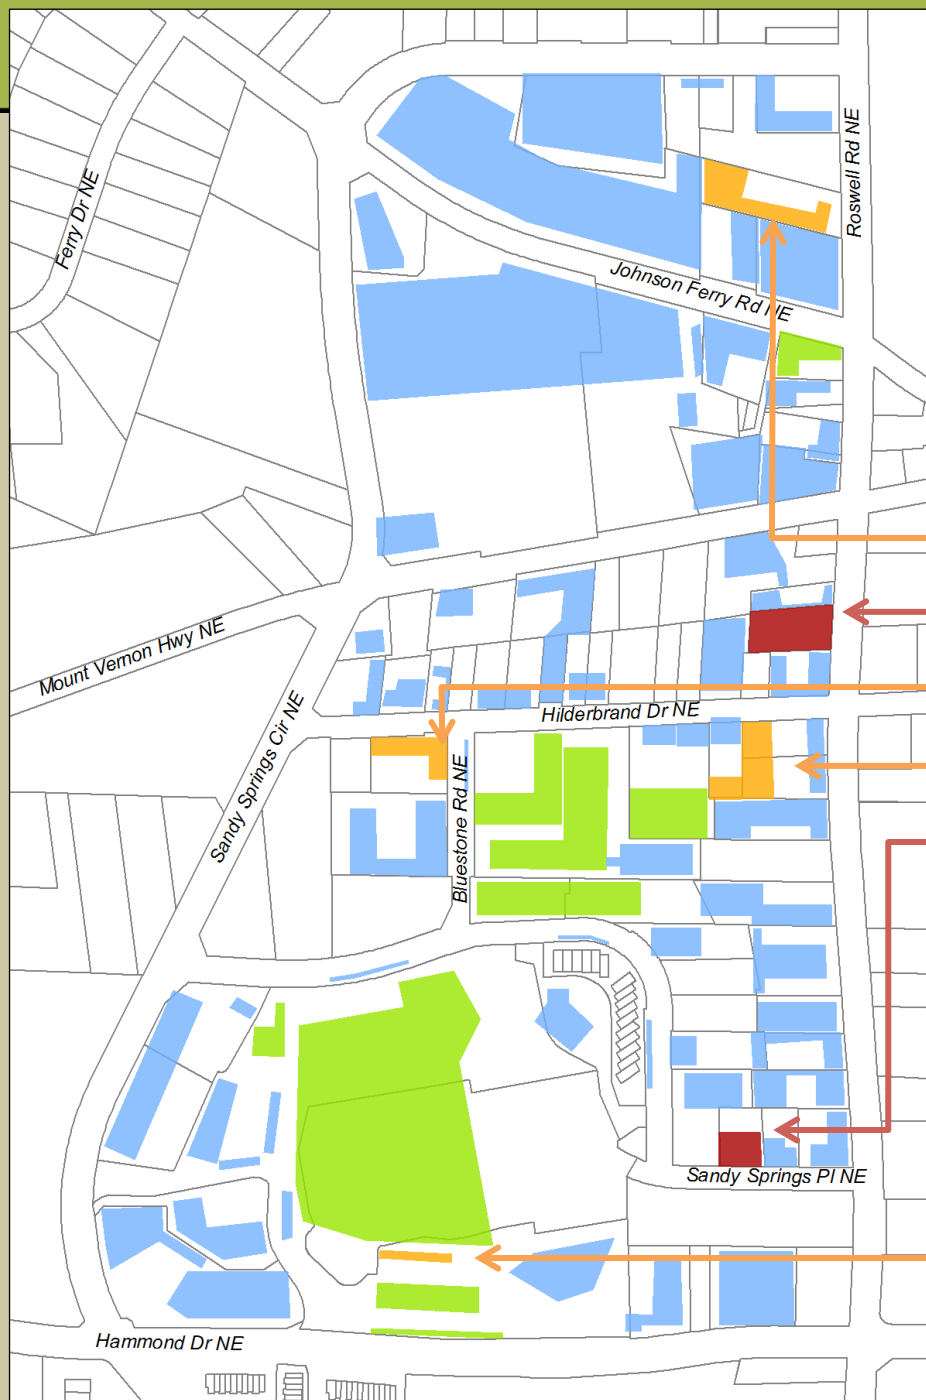 Roswell Rd NE
Ferry Dr NE
Johnson Ferry Rd NE
Mount Vernon Hwy NE
Sandy Springs Cir NE
Hilderbrand Dr NE
Bluestone Rd NE
Sandy Springs Pl NE
Hammond Dr NE